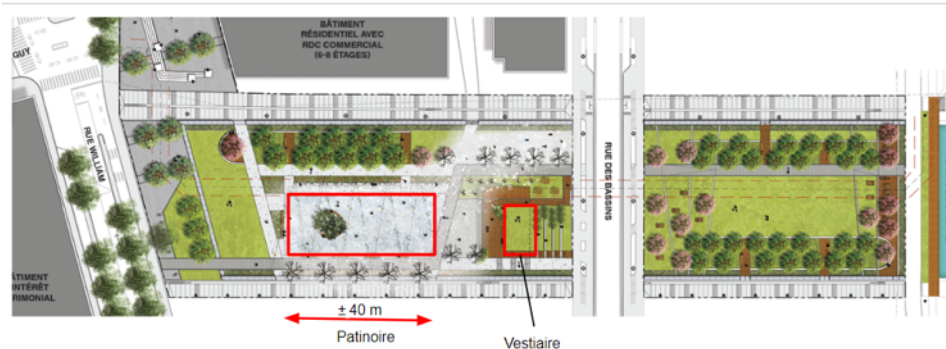 BÂTIMENT
RÉSIDENTIEL AVEC
RDC COMMERCIAL
(6-8 ÉTAGES)
GUY
RUE WILLIAM
RUE DES BASSINS
ÂTIMENT
INTÉRÊT
RIMONIAL
± 40 m
Patinoire
Vestiaire